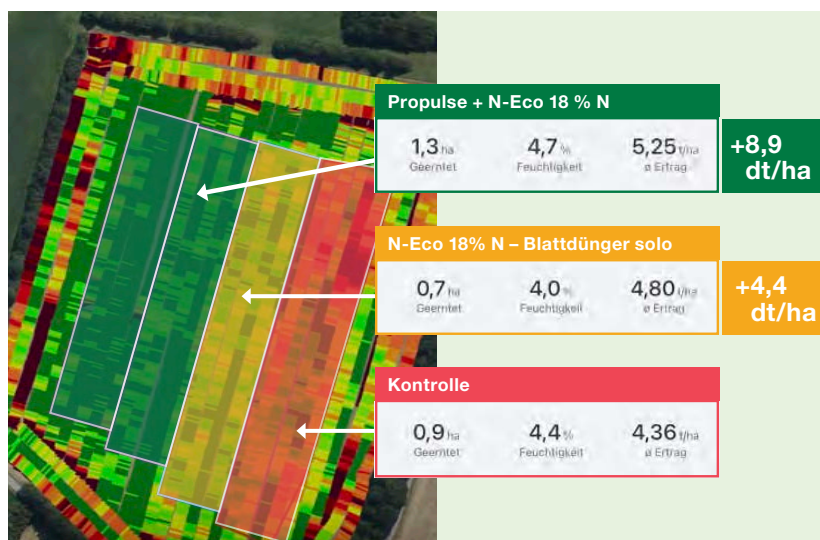 Propulse + N-Eco 18 % N
1,3 ha 4,7 % 5,25 t/ha
Geerntet Feuchtigkeit ø Ertrag
+8,9
dt/ha
N-Eco 18% N – Blattdünger solo
0,7 ha 4,0 % 4,80 t/ha
Geerntet Feuchtigkeit ø Ertrag
+4,4
dt/ha
Kontrolle
0,9 ha 4,4 % 4,36 t/ha
Geerntet Feuchtigkeit ø Ertrag